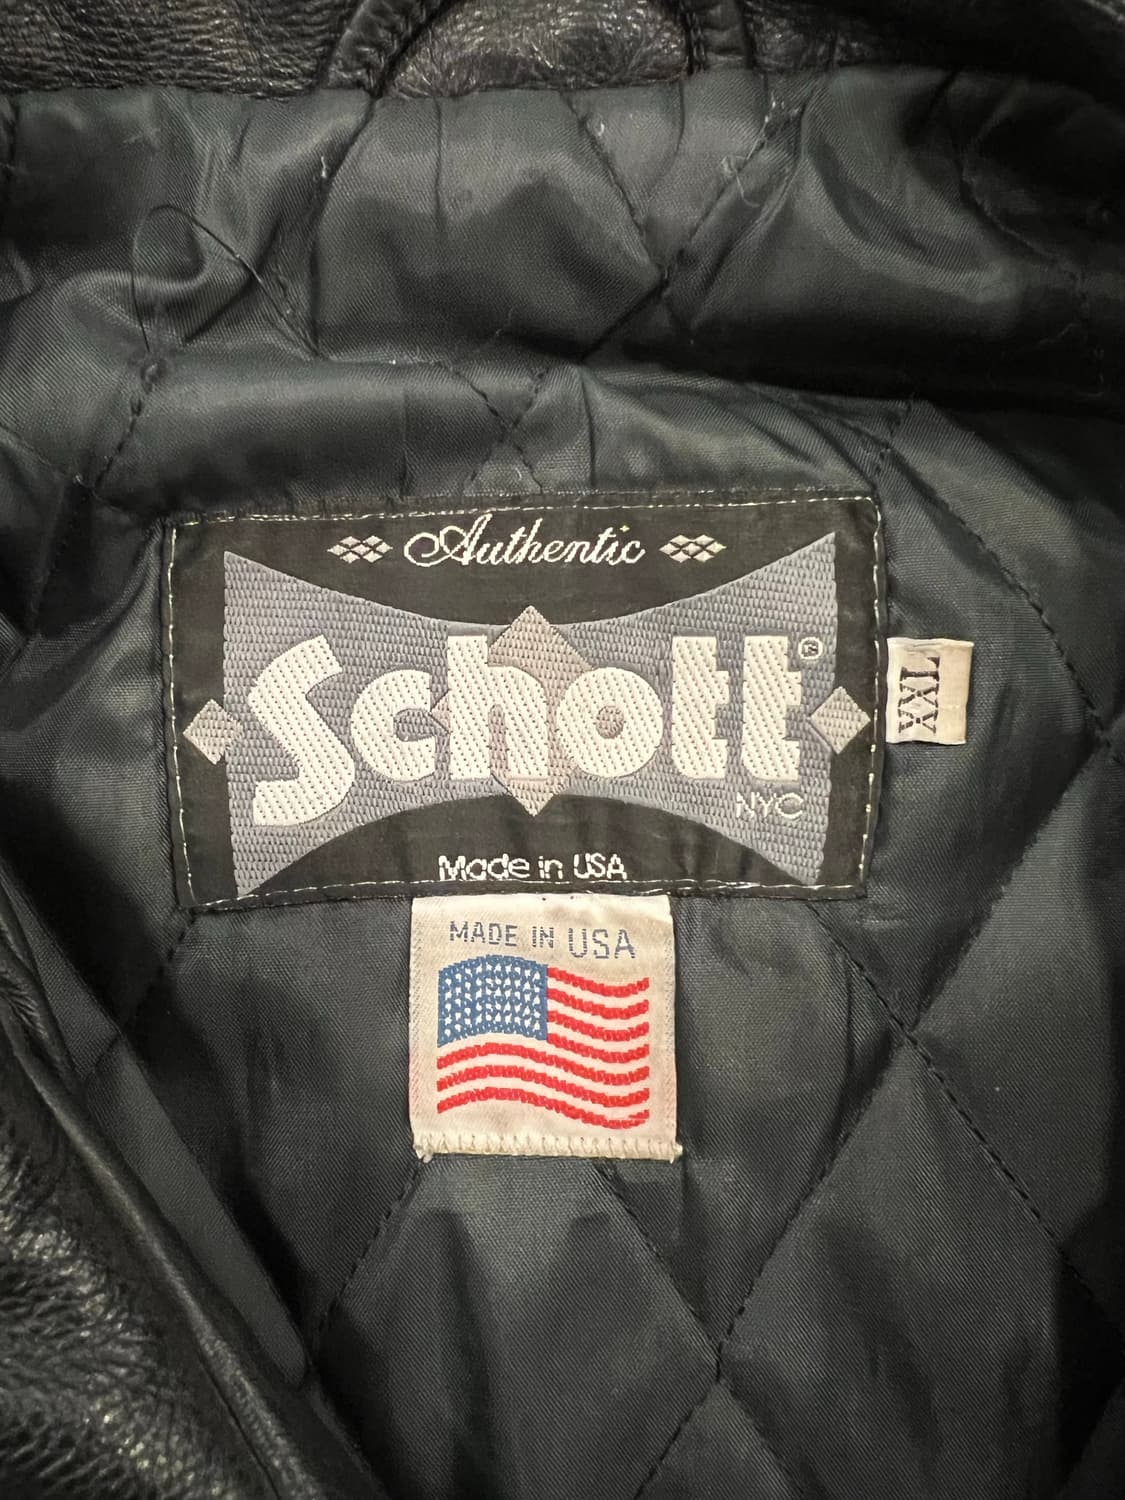 Authentic
Schott®
NYC
Made in USA
XXL
MADE IN USA